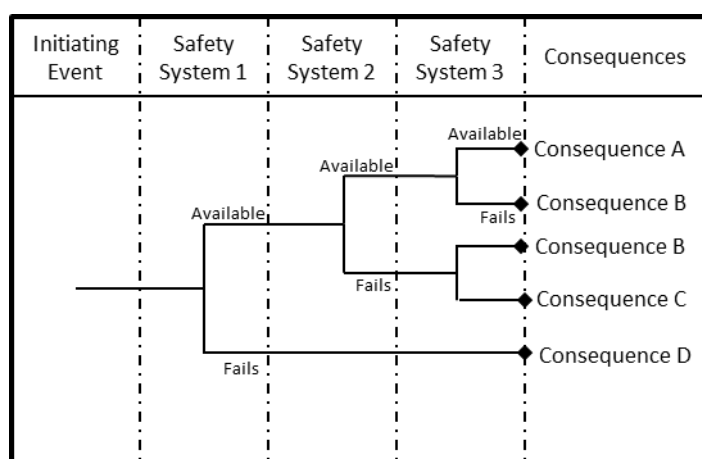 Initiating
Event
Safety
System 1
Safety
System 2
Safety
System 3
Consequences
Available
Consequence A
Available
Consequence B
Fails
Available
Consequence B
Fails
Consequence C
Consequence D
Fails